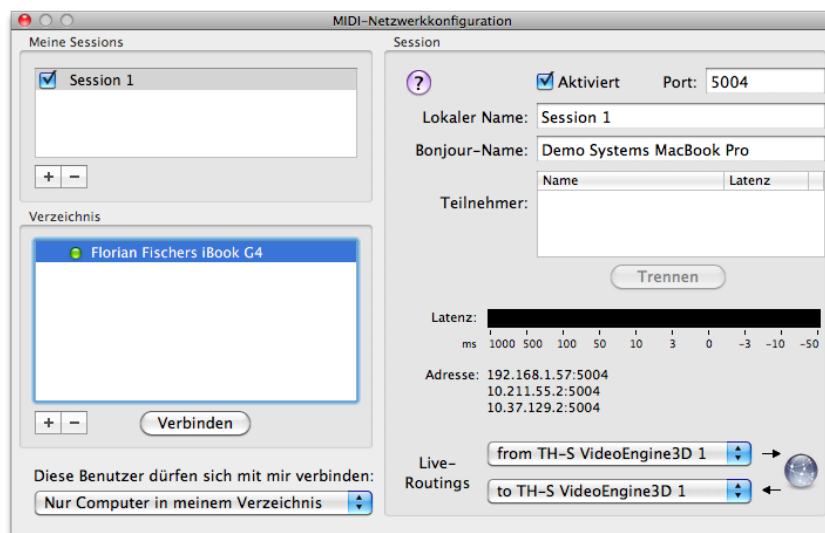 MIDI-Netzwerkkonfiguration
Meine Sessions
Session 1
+ −
Verzeichnis
Florian Fischers iBook G4
+ −
Verbinden
Diese Benutzer dürfen sich mit mir verbinden:
Nur Computer in meinem Verzeichnis
Session
?
Aktiviert
Port: 5004
Lokaler Name: Session 1
Bonjour-Name: Demo Systems MacBook Pro
Teilnehmer:
Name Latenz
Trennen
Latenz:
ms 1000 500 100 50 10 3 0 -3 -10 -50
Adresse: 192.168.1.57:5004
10.211.55.2:5004
10.37.129.2:5004
Live-
Routings
from TH-S VideoEngine3D 1
to TH-S VideoEngine3D 1